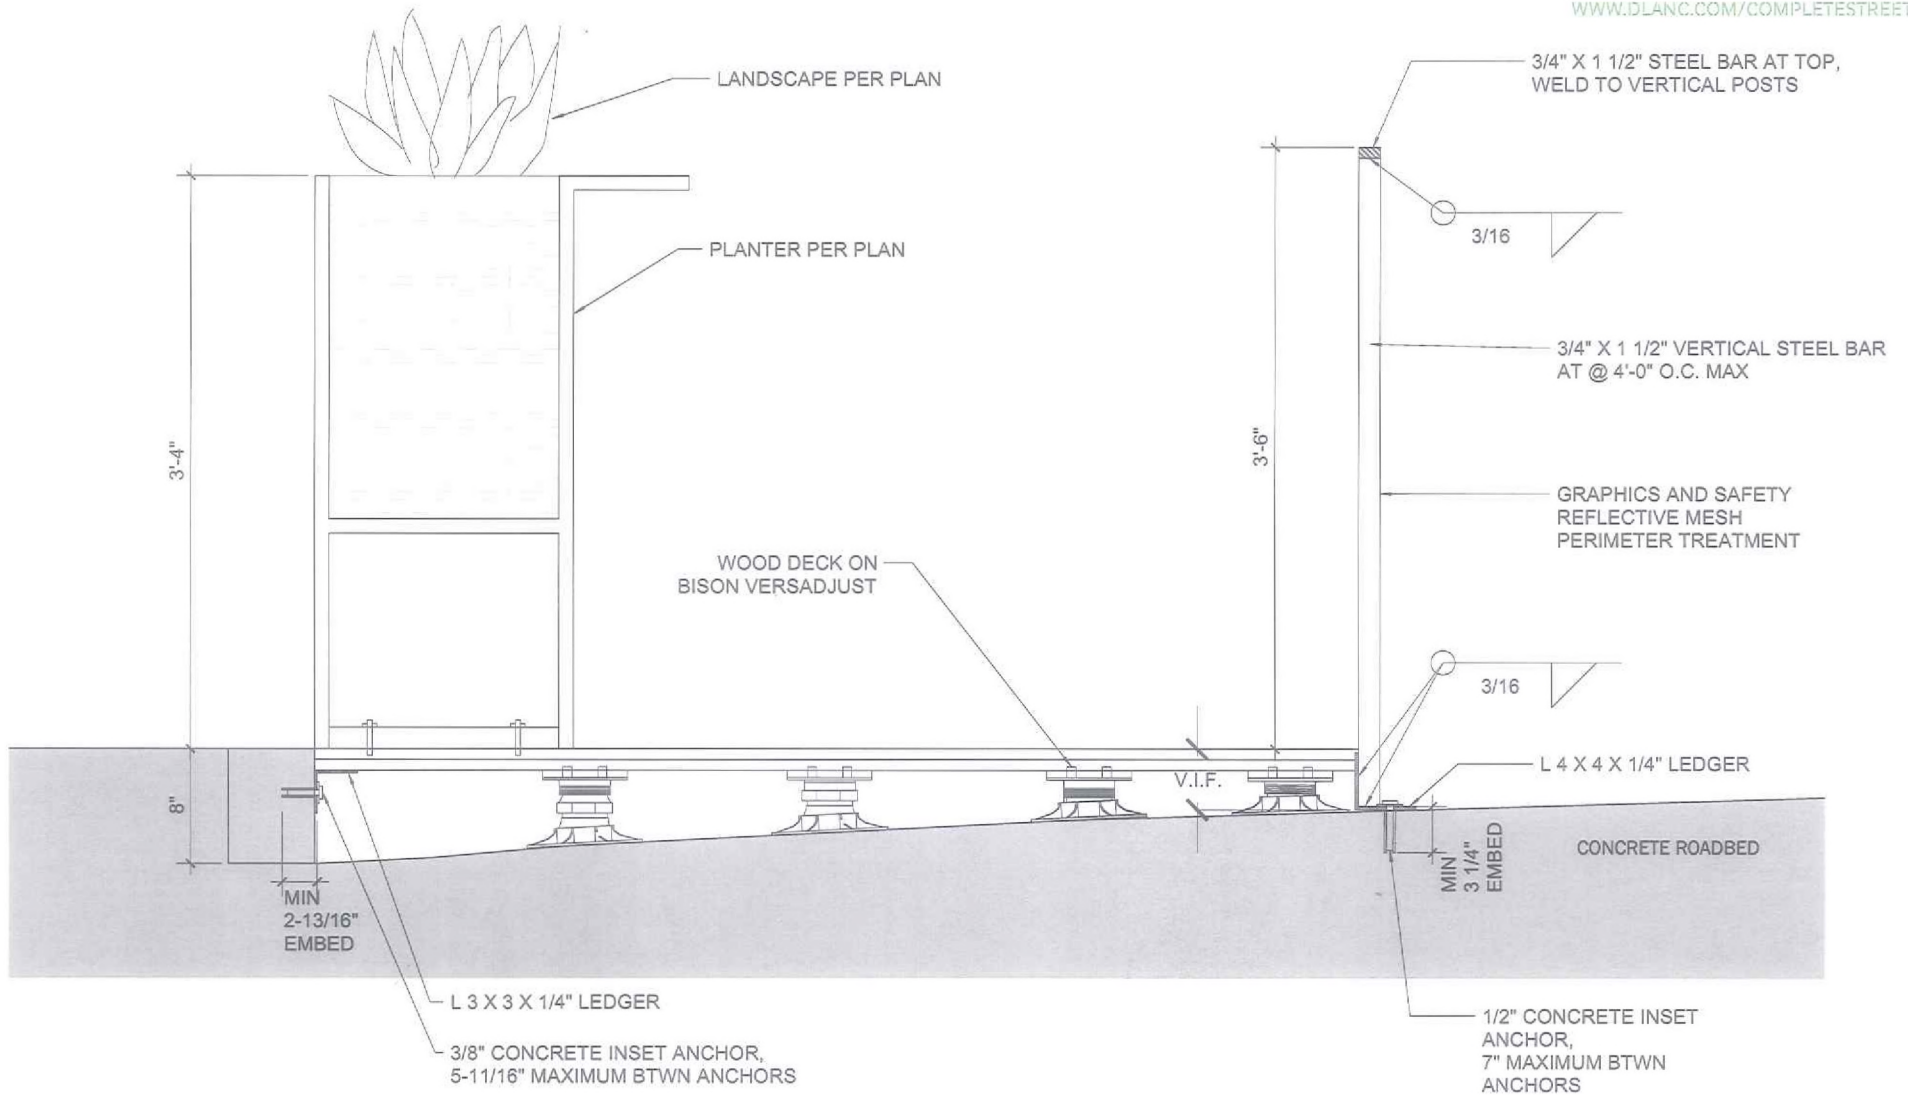 WWW.DLANC.COM/COMPLETESTREET
3/4" X 1 1/2" STEEL BAR AT TOP,
WELD TO VERTICAL POSTS
LANDSCAPE PER PLAN
3/16
PLANTER PER PLAN
3/4" X 1 1/2" VERTICAL STEEL BAR
AT @ 4'-0" O.C. MAX
3'-4"
3'-6"
GRAPHICS AND SAFETY
REFLECTIVE MESH
PERIMETER TREATMENT
WOOD DECK ON
BISON VERSADJUST
3/16
L 4 X 4 X 1/4" LEDGER
V.I.F.
8"
CONCRETE ROADBED
MIN
3 1/4"
EMBED
MIN
2-13/16"
EMBED
L 3 X 3 X 1/4" LEDGER
3/8" CONCRETE INSET ANCHOR,
5-11/16" MAXIMUM BTWN ANCHORS
1/2" CONCRETE INSET
ANCHOR,
7" MAXIMUM BTWN
ANCHORS